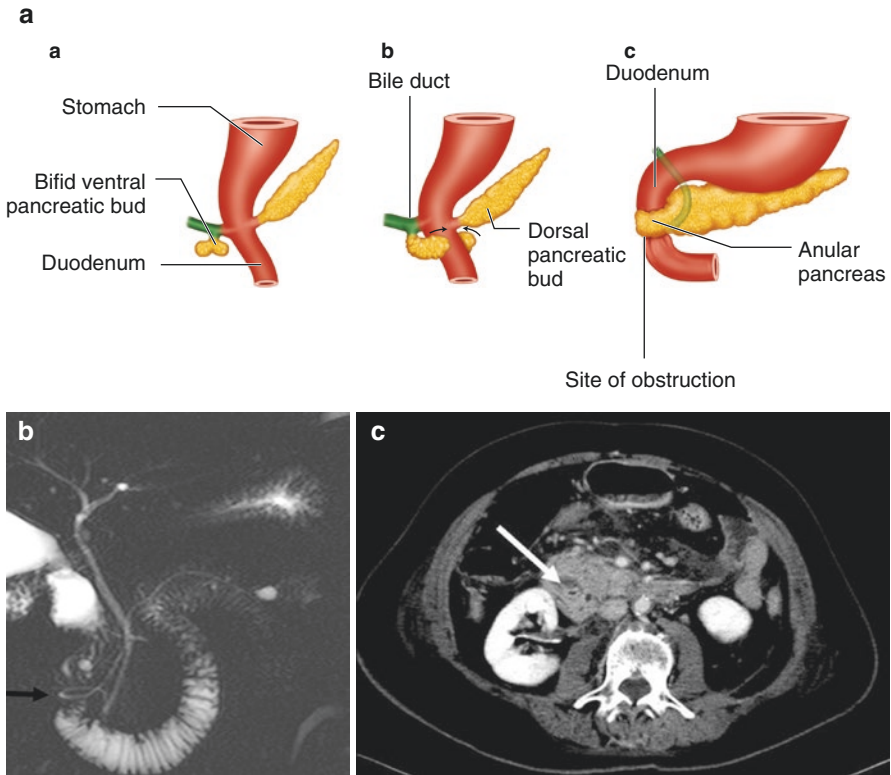 a
a
b
c
Bile duct
Duodenum
Stomach
Bifid ventral
pancreatic bud
Duodenum
Dorsal
pancreatic
bud
Anular
pancreas
Site of obstruction
b
c